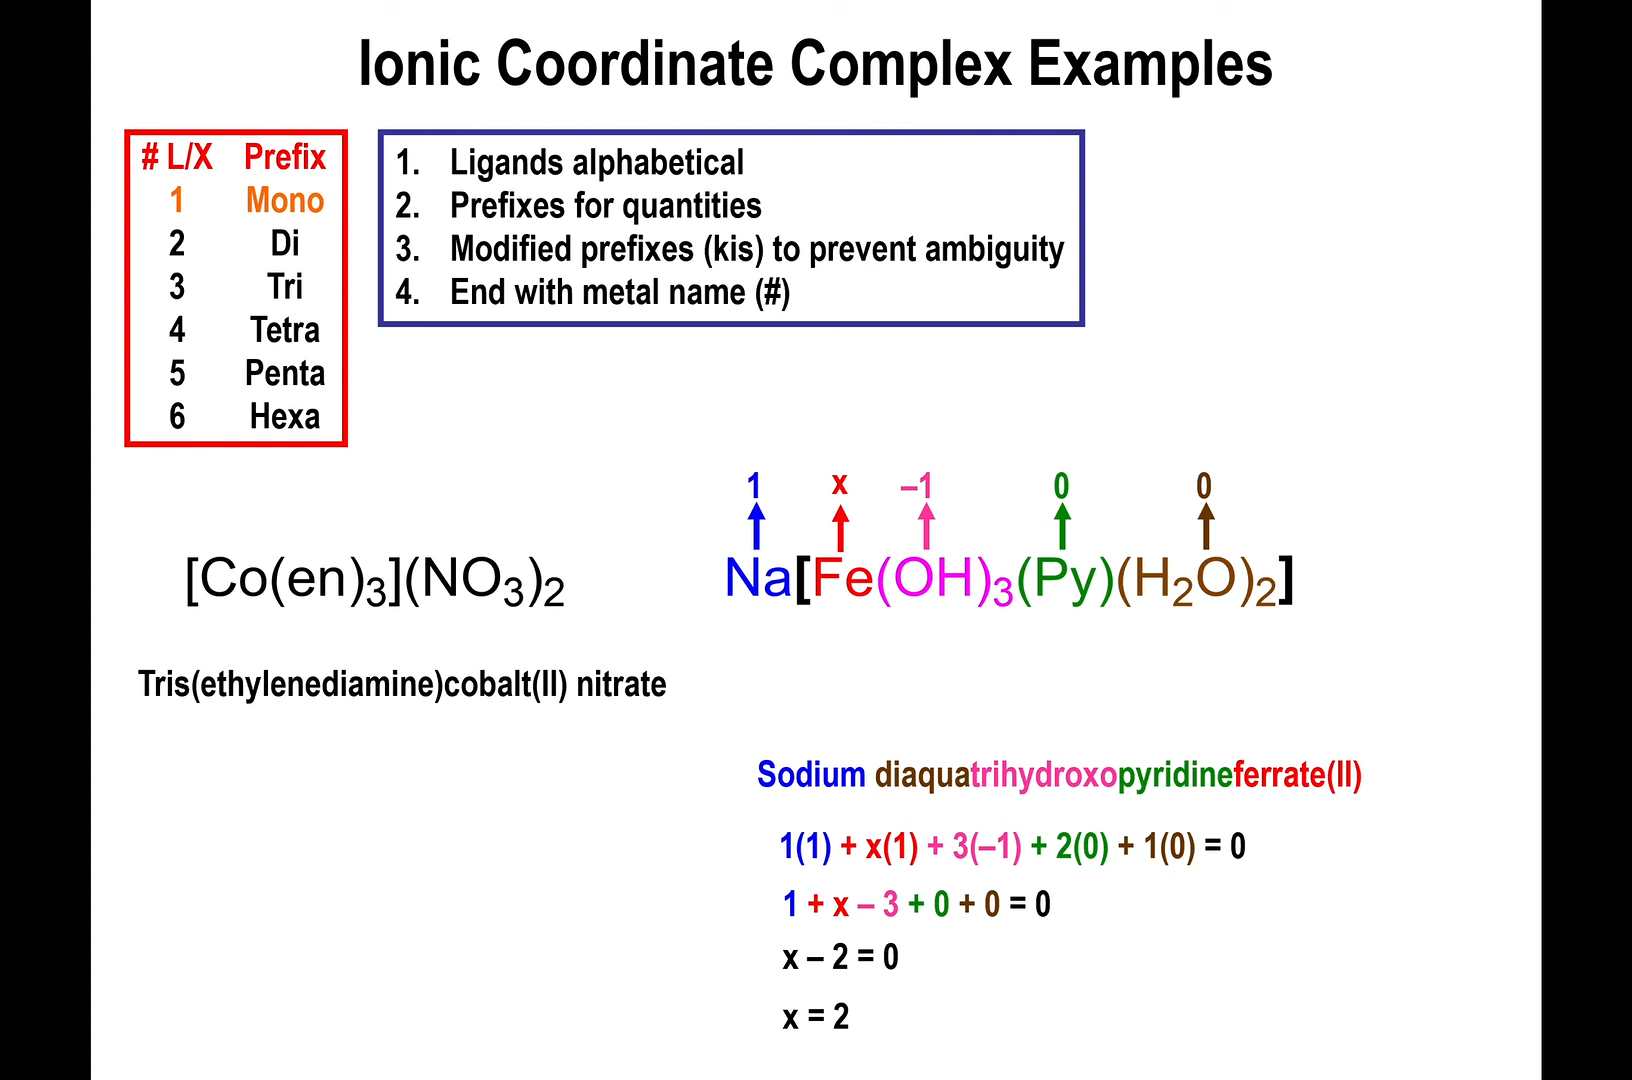 Ionic Coordinate Complex Examples
# L/X Prefix
1 Mono
2 Di
3 Tri
4 Tetra
5 Penta
6 Hexa
1. Ligands alphabetical
2. Prefixes for quantities
3. Modified prefixes (kis) to prevent ambiguity
4. End with metal name (#)
1 x –1 0 0
[Co(en)₃](NO₃)₂
Na[Fe(OH)₃(Py)(H₂O)₂]
Tris(ethylenediamine)cobalt(II) nitrate
Sodium diaquatrihydroxopyridineferrate(II)
1(1) + x(1) + 3(–1) + 2(0) + 1(0) = 0
1 + x – 3 + 0 + 0 = 0
x – 2 = 0
x = 2